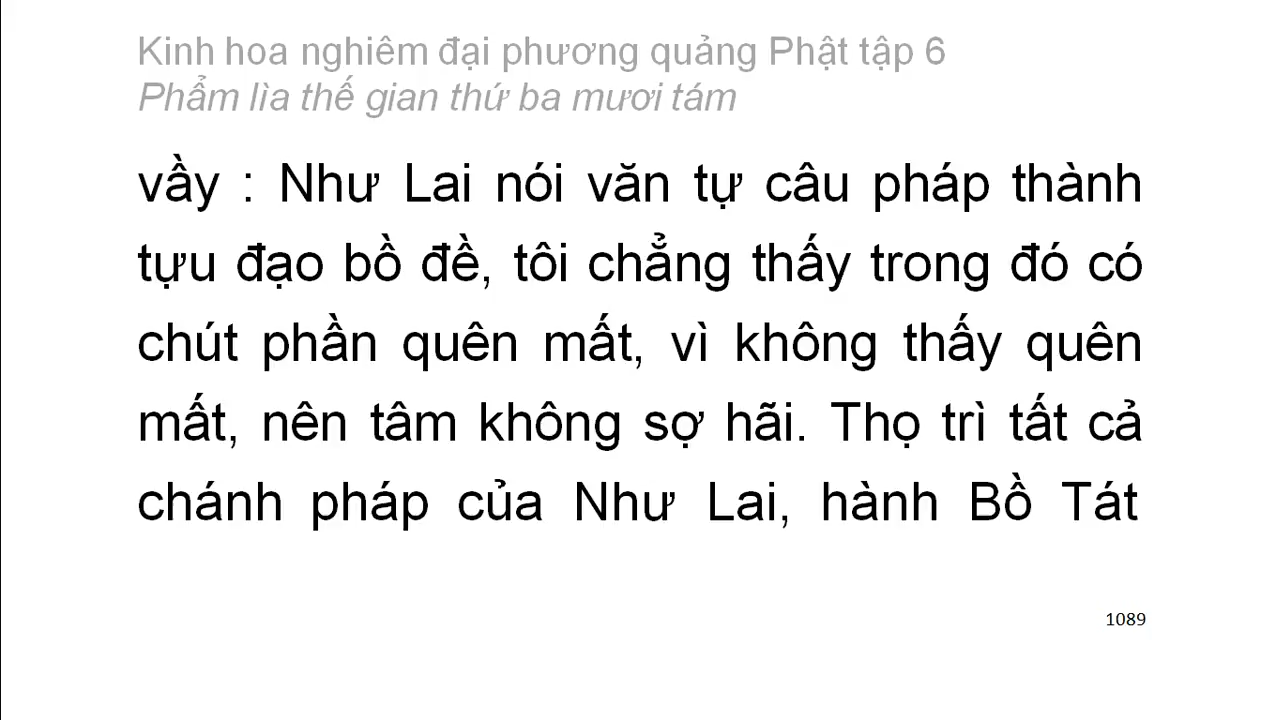 Kinh hoa nghiêm đại phương quảng Phật tập 6
Phẩm lìa thế gian thứ ba mươi tám
vầy : Như Lai nói văn tự câu pháp thành
tựu đạo bồ đề, tôi chẳng thấy trong đó có
chút phần quên mất, vì không thấy quên
mất, nên tâm không sợ hãi. Thọ trì tất cả
chánh pháp của Như Lai, hành Bồ Tát
1089